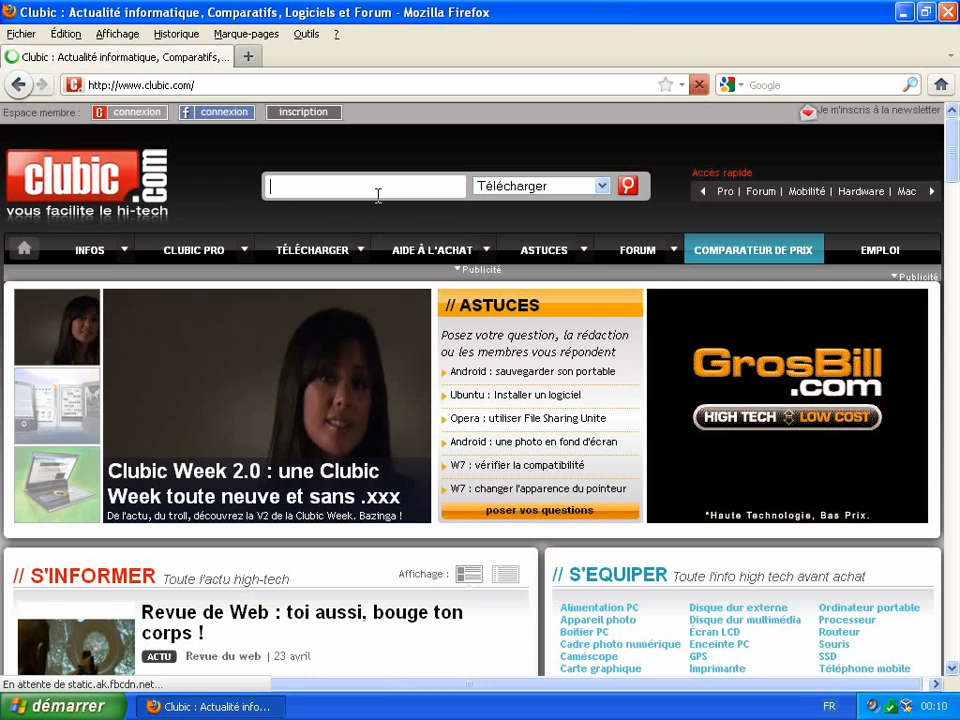 Clubic : Actualité informatique, Comparatifs, Logiciels et Forum - Mozilla Firefox
Fichier Édition Affichage Historique Marque-pages Outils ?
Clubic : Actualité informatique, Comparatifs,...
http://www.clubic.com/
Google
Espace membre : connexion connexion inscription
Je m'inscris à la newsletter
clubic.com
vous facilite le hi-tech
Télécharger
Accès rapide
Pro | Forum | Mobilité | Hardware | Mac
INFOS CLUBIC PRO TÉLÉCHARGER AIDE À L'ACHAT ASTUCES FORUM COMPARATEUR DE PRIX EMPLOI
Publicité
Publicité
Clubic Week 2.0 : une Clubic
Week toute neuve et sans .xxx
De l'actu, du troll, découvrez la V2 de la Clubic Week. Bazinga !
// ASTUCES
Posez votre question, la rédaction
ou les membres vous répondent
Android : sauvegarder son portable
Ubuntu : Installer un logiciel
Opera : utiliser File Sharing Unite
Android : une photo en fond d'écran
W7 : vérifier la compatibilité
W7 : changer l'apparence du pointeur
poser vos questions
GrosBill
.com
HIGH TECH LOW COST
*Haute Technologie, Bas Prix.
// S'INFORMER Toute l'actu high-tech
Affichage :
Revue de Web : toi aussi, bouge ton
corps !
ACTU Revue du web | 23 avril
// S'EQUIPER Toute l'info high tech avant achat
Alimentation PC Disque dur externe Ordinateur portable
Appareil photo Disque dur multimédia Processeur
Boîtier PC Écran LCD Routeur
Cadre photo numérique Enceinte PC Souris
Caméscope GPS SSD
Carte graphique Imprimante Téléphone mobile
En attente de static.ak.fbcdn.net...
démarrer
Clubic : Actualité info...
FR
00:10